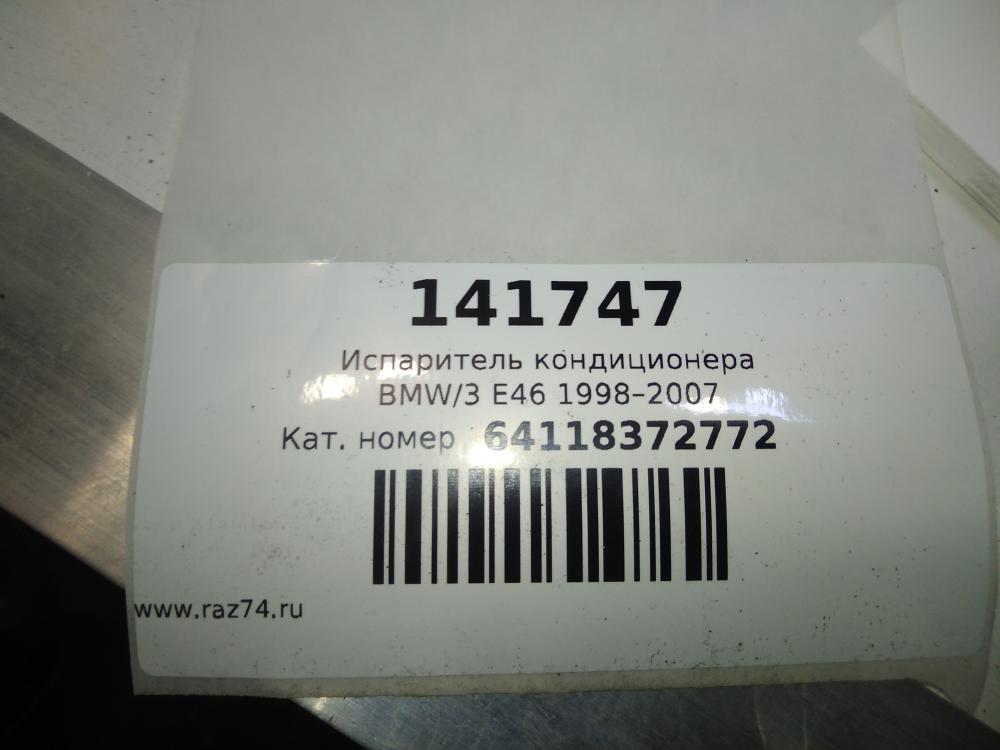 141747
Испаритель кондиционера
BMW/3 E46 1998–2007
Кат. номер 64118372772
www.raz74.ru